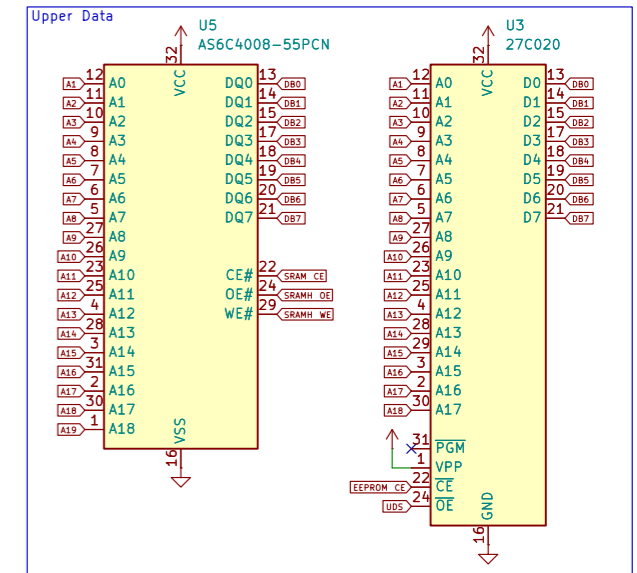 Upper Data
U5
AS6C4008-55PCN
32
VCC
A1 12 A0 DQ0 13 DB0
A2 11 A1 DQ1 14 DB1
A3 10 A2 DQ2 15 DB2
A4 9 A3 DQ3 17 DB3
A5 8 A4 DQ4 18 DB4
A6 7 A5 DQ5 19 DB5
A7 6 A6 DQ6 20 DB6
A8 5 A7 DQ7 21 DB7
A9 27 A8
A10 26 A9
A11 23 A10 CE# 22 SRAM CE
A12 25 A11 OE# 24 SRAMH OE
A13 4 A12 WE# 29 SRAMH WE
A14 28 A13
A15 3 A14
A16 31 A15
A17 2 A16
A18 30 A17
A19 1 A18
VSS
16
U3
27C020
32
VCC
A1 12 A0 D0 13 DB0
A2 11 A1 D1 14 DB1
A3 10 A2 D2 15 DB2
A4 9 A3 D3 17 DB3
A5 8 A4 D4 18 DB4
A6 7 A5 D5 19 DB5
A7 6 A6 D6 20 DB6
A8 5 A7 D7 21 DB7
A9 27 A8
A10 26 A9
A11 23 A10
A12 25 A11
A13 4 A12
A14 28 A13
A15 29 A14
A16 3 A15
A17 2 A16
A18 30 A17
31 PGM
1 VPP
EEPROM CE 22 CE
UDS 24 OE
GND
16